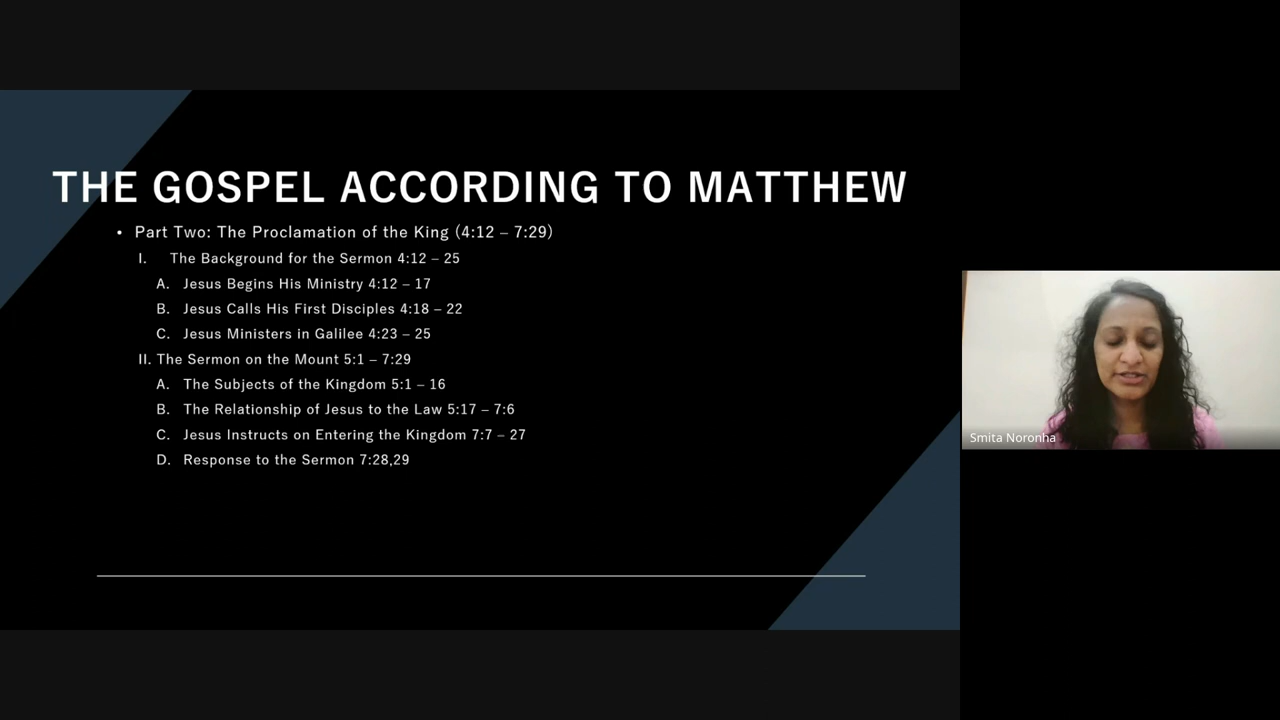 THE GOSPEL ACCORDING TO MATTHEW
• Part Two: The Proclamation of the King (4:12 – 7:29)
I. The Background for the Sermon 4:12 – 25
A. Jesus Begins His Ministry 4:12 – 17
B. Jesus Calls His First Disciples 4:18 – 22
C. Jesus Ministers in Galilee 4:23 – 25
II. The Sermon on the Mount 5:1 – 7:29
A. The Subjects of the Kingdom 5:1 – 16
B. The Relationship of Jesus to the Law 5:17 – 7:6
C. Jesus Instructs on Entering the Kingdom 7:7 – 27
D. Response to the Sermon 7:28,29
Smita Noronha